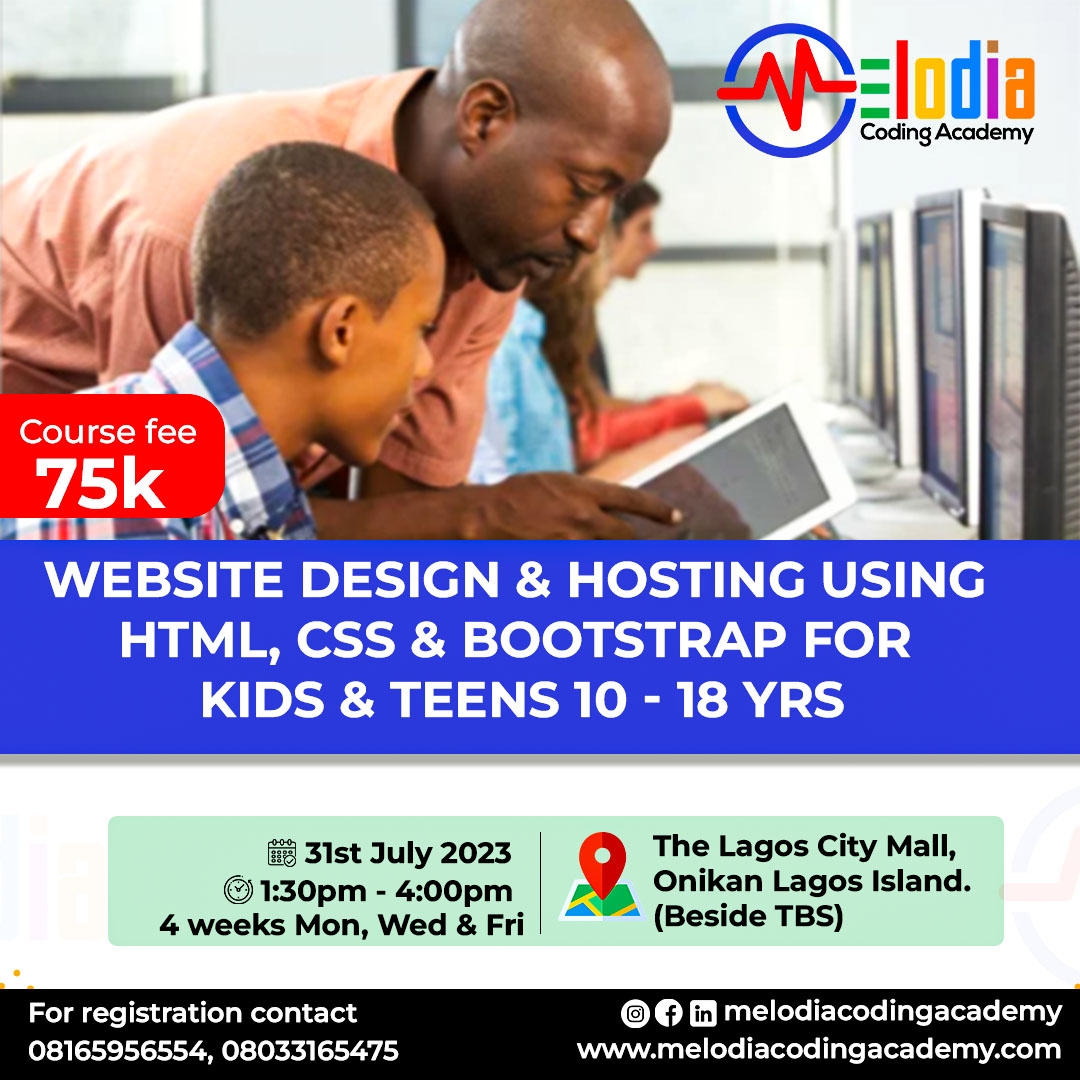 Melodia
Coding Academy
Course fee
75k
WEBSITE DESIGN & HOSTING USING
HTML, CSS & BOOTSTRAP FOR
KIDS & TEENS 10 - 18 YRS
31st July 2023
1:30pm - 4:00pm
4 weeks Mon, Wed & Fri
The Lagos City Mall,
Onikan Lagos Island.
(Beside TBS)
For registration contact
08165956554, 08033165475
melodiacodingacademy
www.melodiacodingacademy.com